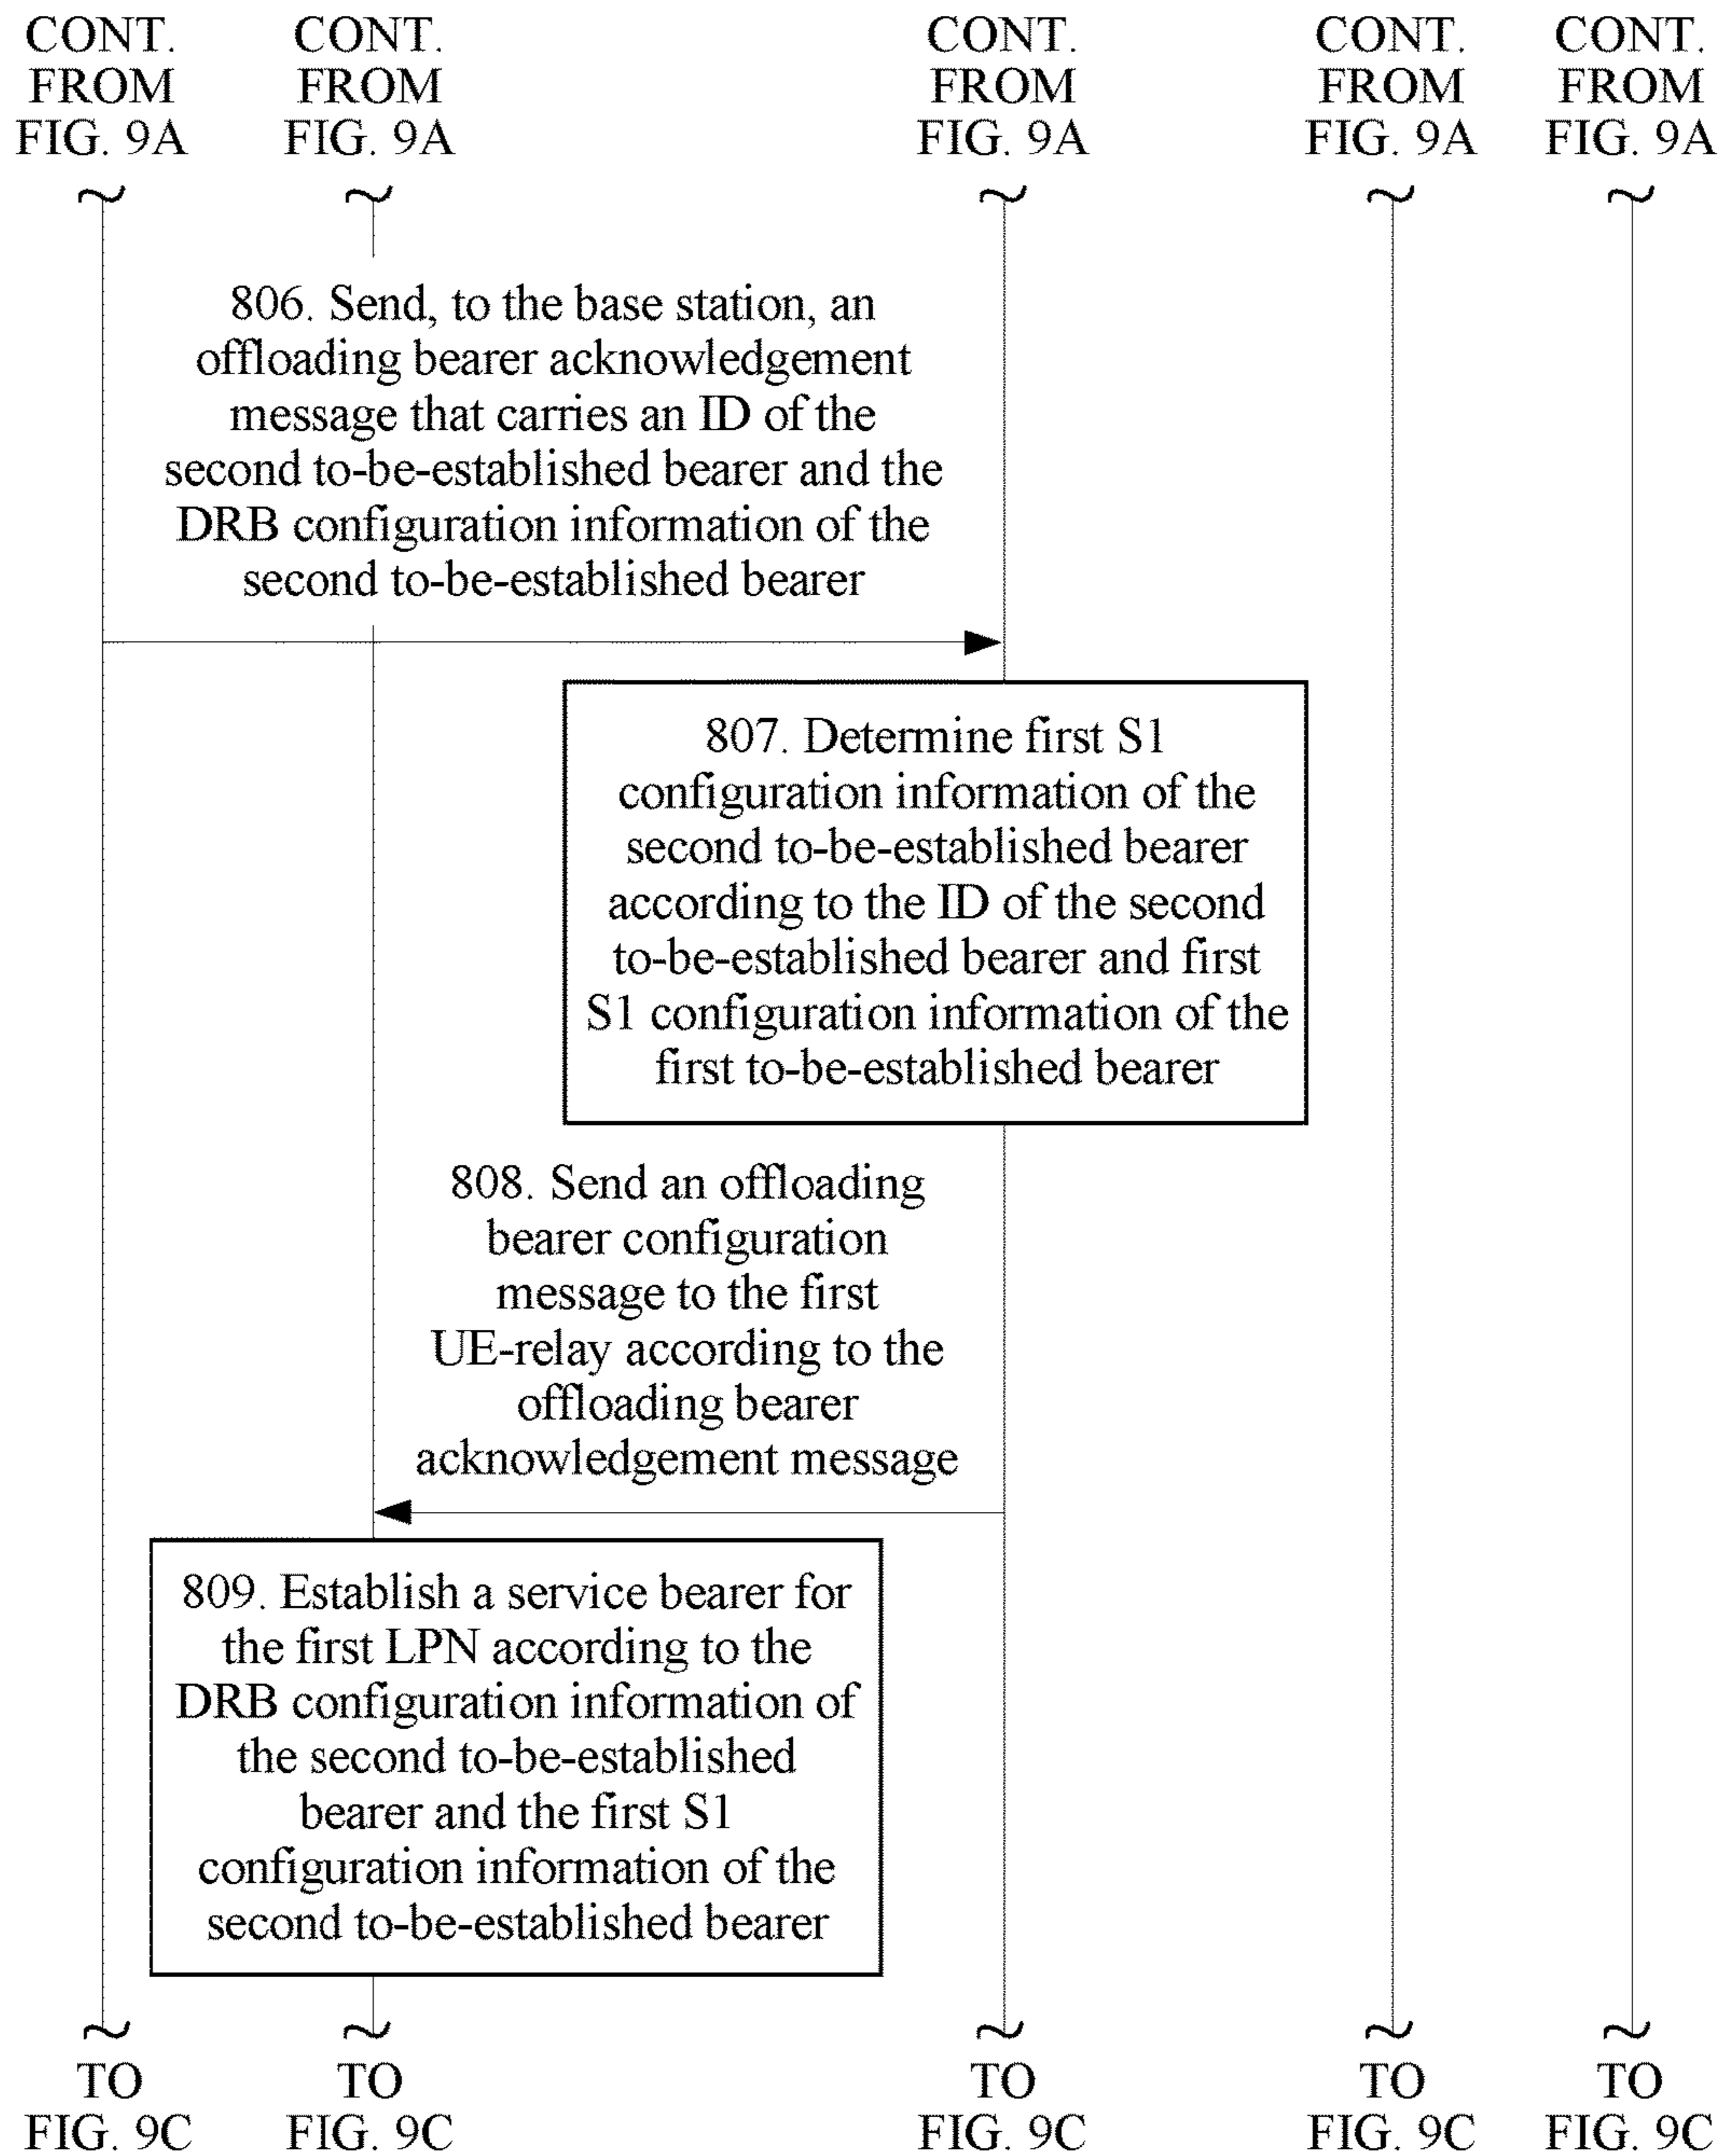 CONT.
FROM
FIG. 9A
CONT.
FROM
FIG. 9A
CONT.
FROM
FIG. 9A
CONT.
FROM
FIG. 9A
CONT.
FROM
FIG. 9A
806. Send, to the base station, an
offloading bearer acknowledgement
message that carries an ID of the
second to-be-established bearer and the
DRB configuration information of the
second to-be-established bearer
807. Determine first S1
configuration information of the
second to-be-established bearer
according to the ID of the second
to-be-established bearer and first
S1 configuration information of the
first to-be-established bearer
808. Send an offloading
bearer configuration
message to the first
UE-relay according to the
offloading bearer
acknowledgement message
809. Establish a service bearer for
the first LPN according to the
DRB configuration information of
the second to-be-established
bearer and the first S1
configuration information of the
second to-be-established bearer
TO
FIG. 9C
TO
FIG. 9C
TO
FIG. 9C
TO
FIG. 9C
TO
FIG. 9C